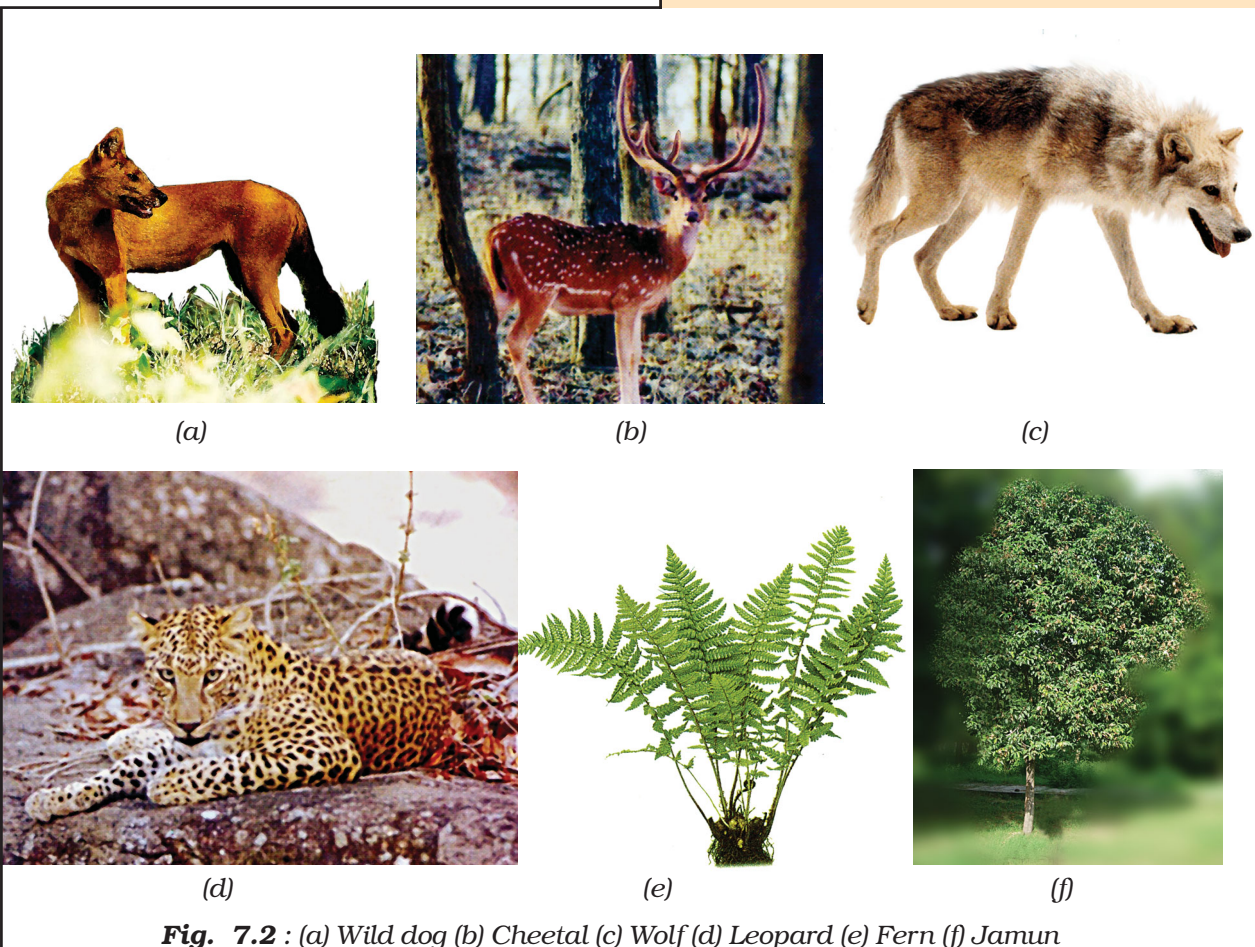 (a)
(b)
(c)
(d)
(e)
(f)
Fig. 7.2 : (a) Wild dog (b) Cheetal (c) Wolf (d) Leopard (e) Fern (f) Jamun